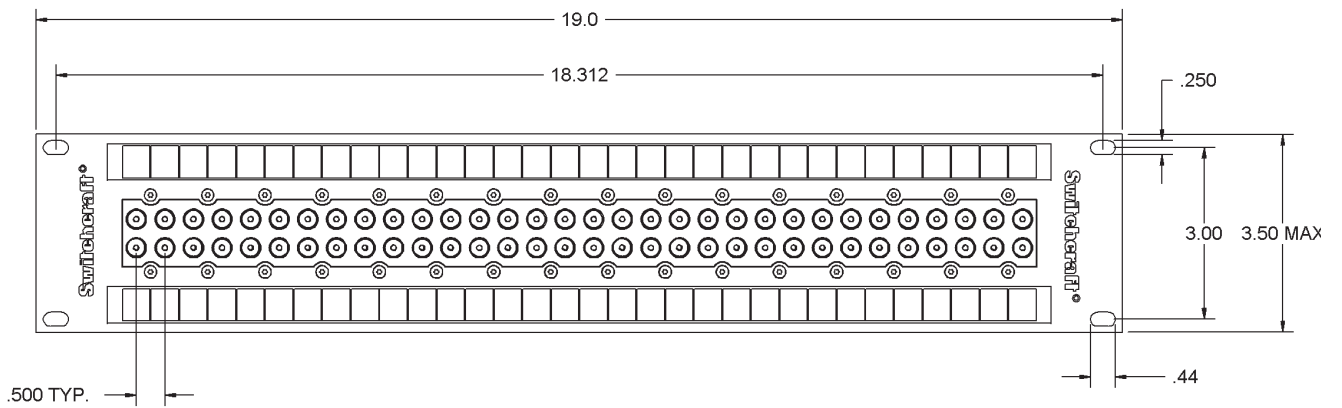 19.0
18.312
.250
Switchcraft®
Switchcraft®
3.00
3.50 MAX
.500 TYP.
.44